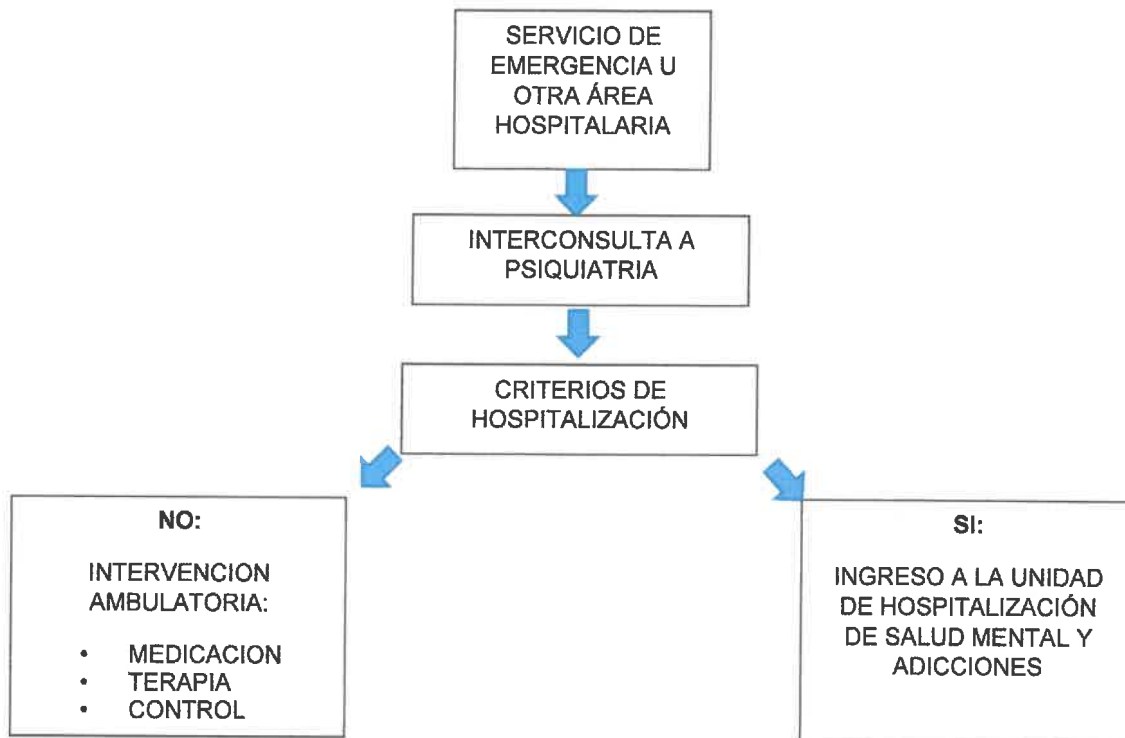 SERVICIO DE
EMERGENCIA U
OTRA ÁREA
HOSPITALARIA
INTERCONSULTA A
PSIQUIATRIA
CRITERIOS DE
HOSPITALIZACIÓN
NO:
INTERVENCION
AMBULATORIA:
• MEDICACION
• TERAPIA
• CONTROL
SI:
INGRESO A LA UNIDAD
DE HOSPITALIZACIÓN
DE SALUD MENTAL Y
ADICCIONES